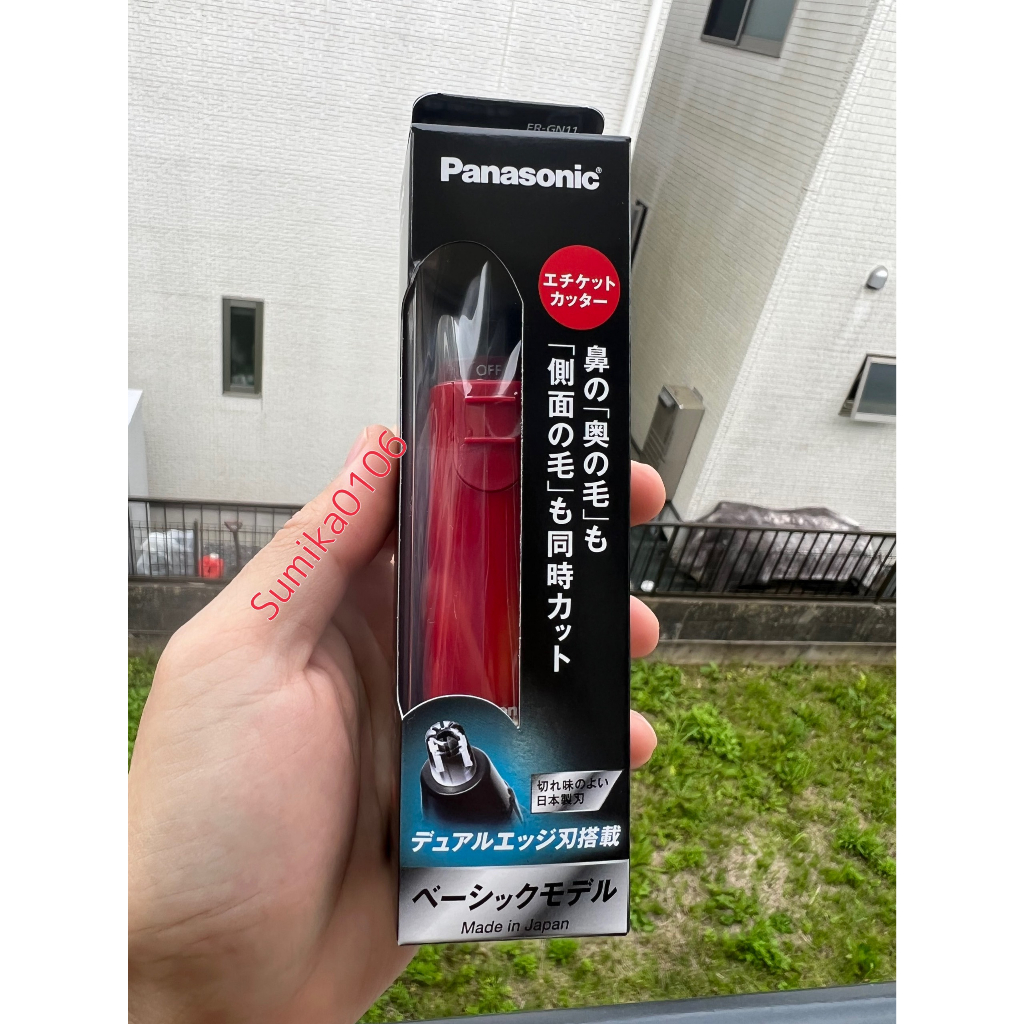 ER-GN11
Panasonic®
エチケット
カッター
鼻の「奥の毛」も
「側面の毛」も同時カット
OFF
Sumika0106
切れ味のよい
日本製刃
デュアルエッジ刃搭載
ベーシックモデル
Made in Japan